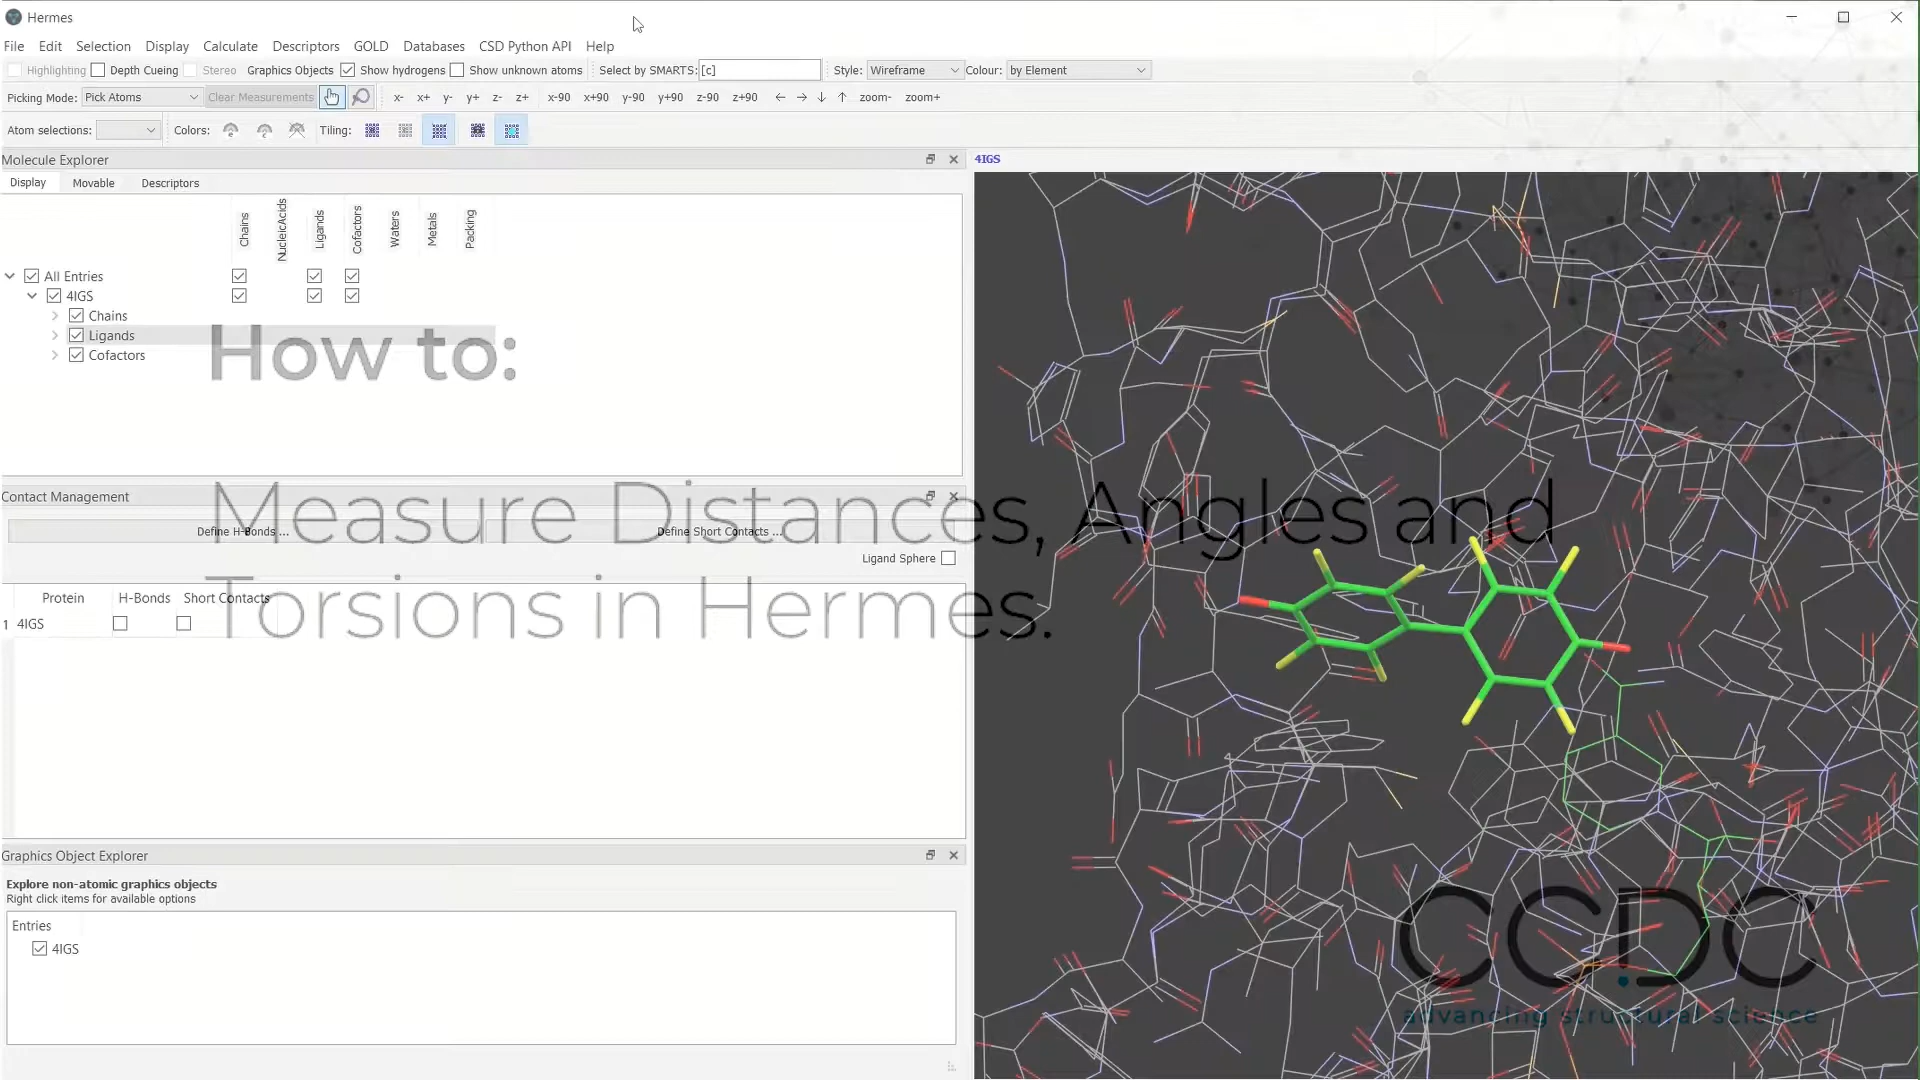 Hermes
File Edit Selection Display Calculate Descriptors GOLD Databases CSD Python API Help
Highlighting Depth Cueing Stereo Graphics Objects Show hydrogens Show unknown atoms Select by SMARTS: [c] Style: Wireframe Colour: by Element
Picking Mode: Pick Atoms Clear Measurements x- x+ y- y+ z- z+ x-90 x+90 y-90 y+90 z-90 z+90 zoom- zoom+
Atom selections: Colors: Tiling:
Molecule Explorer
4IGS
Display Movable Descriptors
Chains NucleicAcids Ligands Cofactors Waters Metals Packing
All Entries
4IGS
Chains
Ligands
Cofactors
How to:
Measure Distances, Angles and
Torsions in Hermes.
Contact Management
Define H-Bonds ... Define Short Contacts ...
Ligand Sphere
Protein H-Bonds Short Contacts
1 4IGS
Graphics Object Explorer
Explore non-atomic graphics objects
Right click items for available options
Entries
4IGS
CCDC
advancing structural science